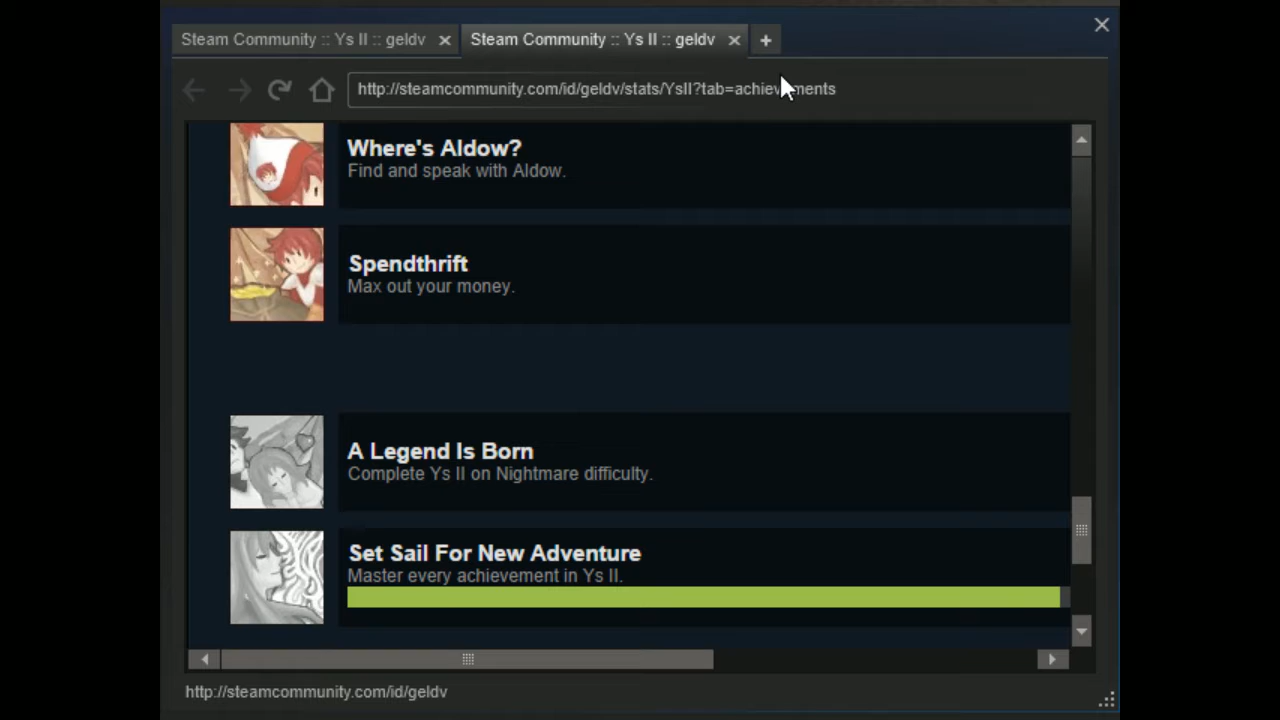 Steam Community :: Ys II :: geldv
Steam Community :: Ys II :: geldv
http://steamcommunity.com/id/geldv/stats/YsII?tab=achievements
Where's Aldow?
Find and speak with Aldow.
Spendthrift
Max out your money.
A Legend Is Born
Complete Ys II on Nightmare difficulty.
Set Sail For New Adventure
Master every achievement in Ys II.
http://steamcommunity.com/id/geldv